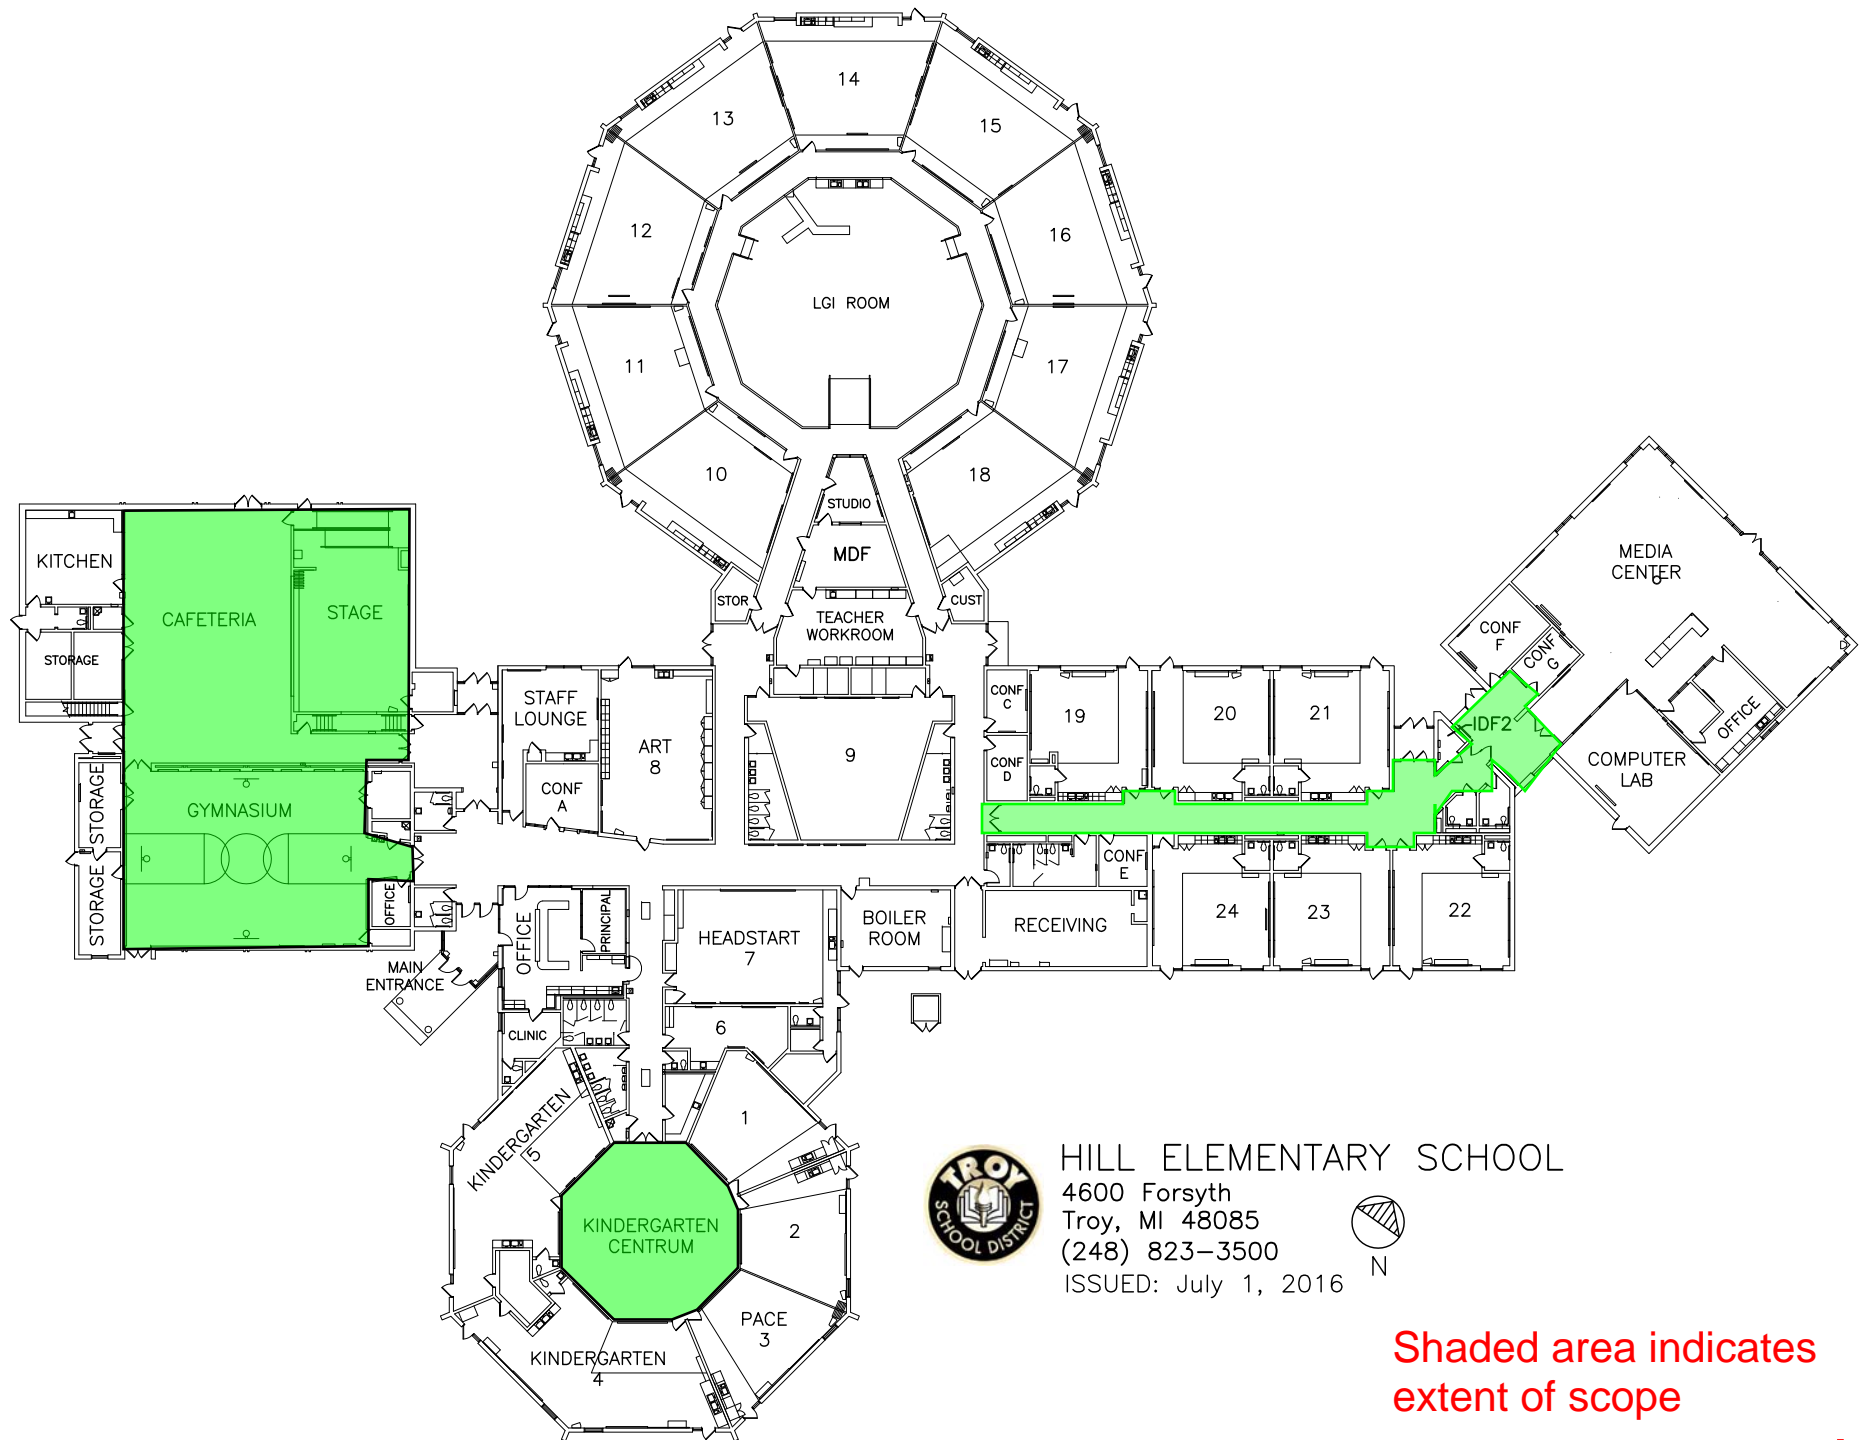 14
13
15
12
16
LGI ROOM
11
17
10
18
STUDIO
MDF
KITCHEN
CAFETERIA
STAGE
STOR
CUST
TEACHER
WORKROOM
STORAGE
MEDIA
CENTER
CONF
F
CONF
G
STAFF
LOUNGE
ART
8
9
CONF
C
19
20
21
IDF2
OFFICE
COMPUTER
LAB
CONF
D
CONF
A
STORAGE
GYMNASIUM
STORAGE
OFFICE
CONF
E
24
23
22
OFFICE
PRINCIPAL
HEADSTART
7
BOILER
ROOM
RECEIVING
MAIN
ENTRANCE
CLINIC
6
KINDERGARTEN
5
1
KINDERGARTEN
CENTRUM
2
PACE
3
KINDERGARTEN
4
TROY
SCHOOL DISTRICT
HILL ELEMENTARY SCHOOL
4600 Forsyth
Troy, MI 48085
(248) 823-3500
ISSUED: July 1, 2016
N
Shaded area indicates
extent of scope